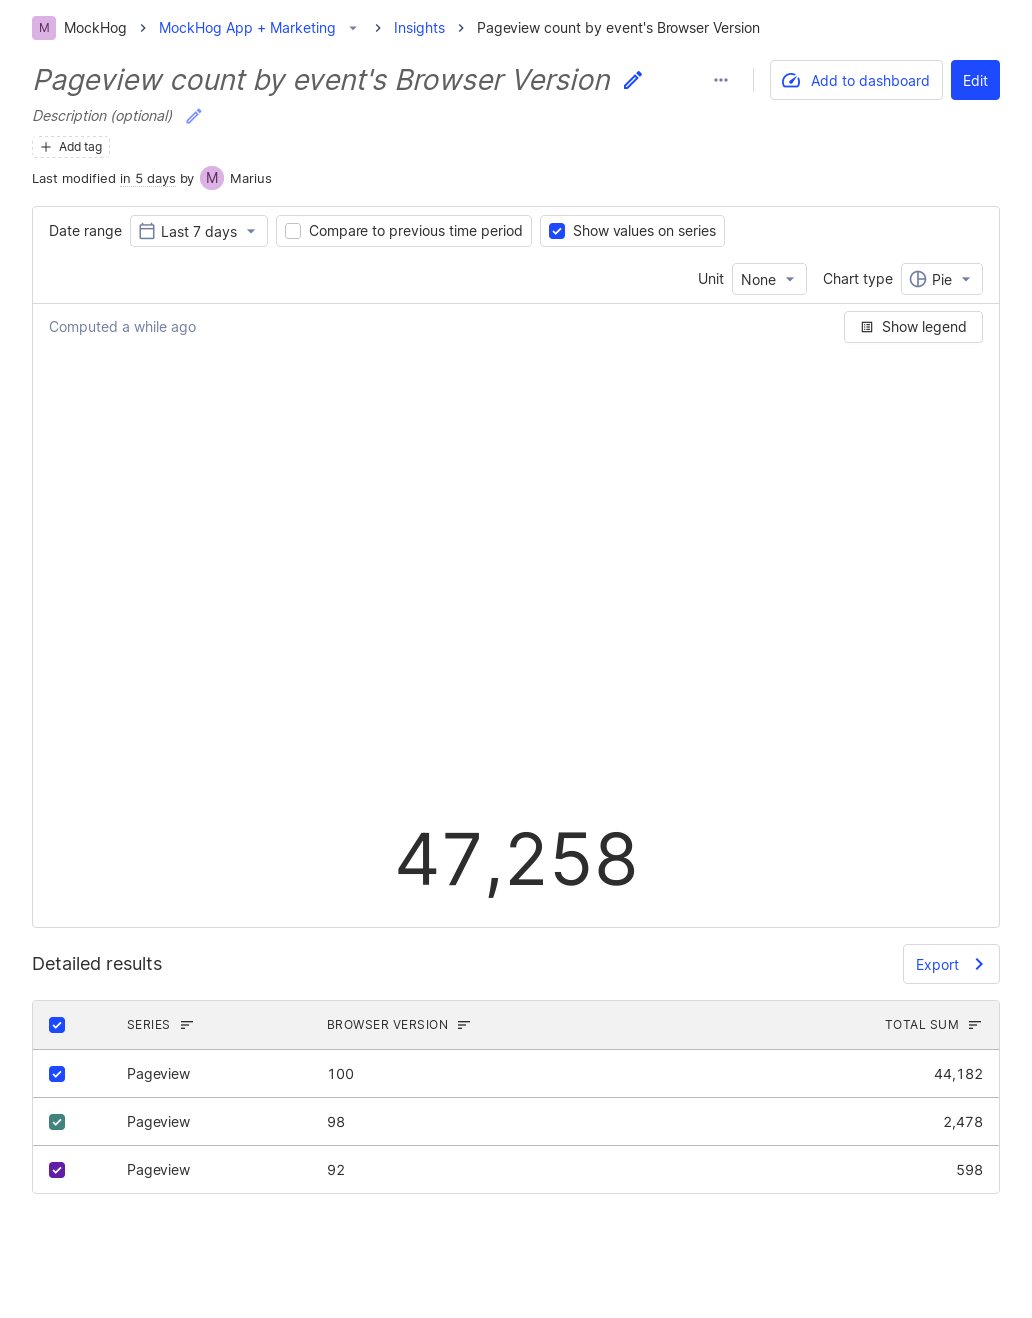 M MockHog MockHog App + Marketing Insights Pageview count by event's Browser Version
Pageview count by event's Browser Version
Add to dashboard
Edit
Description (optional)
Add tag
Last modified in 5 days by M Marius
Date range Last 7 days Compare to previous time period Show values on series
Unit None Chart type Pie
Computed a while ago Show legend
47,258
Detailed results Export
SERIES BROWSER VERSION TOTAL SUM
Pageview 100 44,182
Pageview 98 2,478
Pageview 92 598